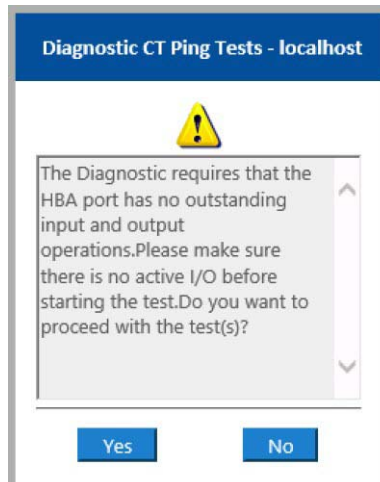 Diagnostic CT Ping Tests - localhost
The Diagnostic requires that the
HBA port has no outstanding
input and output
operations.Please make sure
there is no active I/O before
starting the test.Do you want to
proceed with the test(s)?
Yes
No